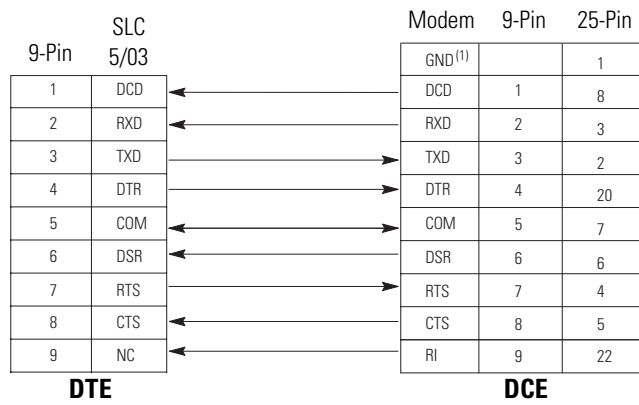 9-Pin SLC 5/03
1 DCD
2 RXD
3 TXD
4 DTR
5 COM
6 DSR
7 RTS
8 CTS
9 NC
DTE
Modem 9-Pin 25-Pin
GND(1) 1
DCD 1 8
RXD 2 3
TXD 3 2
DTR 4 20
COM 5 7
DSR 6 6
RTS 7 4
CTS 8 5
RI 9 22
DCE